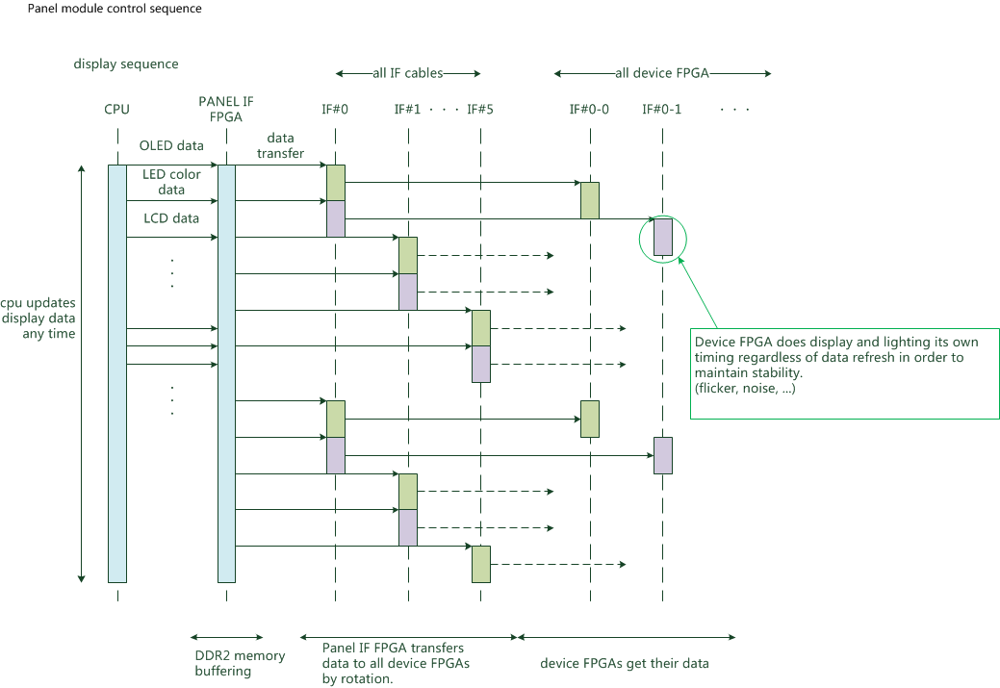 Panel module control sequence
display sequence
all IF cables
all device FPGA
CPU
PANEL IF
FPGA
IF#0
IF#1 · · · IF#5
IF#0-0
IF#0-1
· · ·
OLED data
data
transfer
LED color
data
LCD data
cpu updates
display data
any time
Device FPGA does display and lighting its own
timing regardless of data refresh in order to
maintain stability.
(flicker, noise, ...)
DDR2 memory
buffering
Panel IF FPGA transfers
data to all device FPGAs
by rotation.
device FPGAs get their data